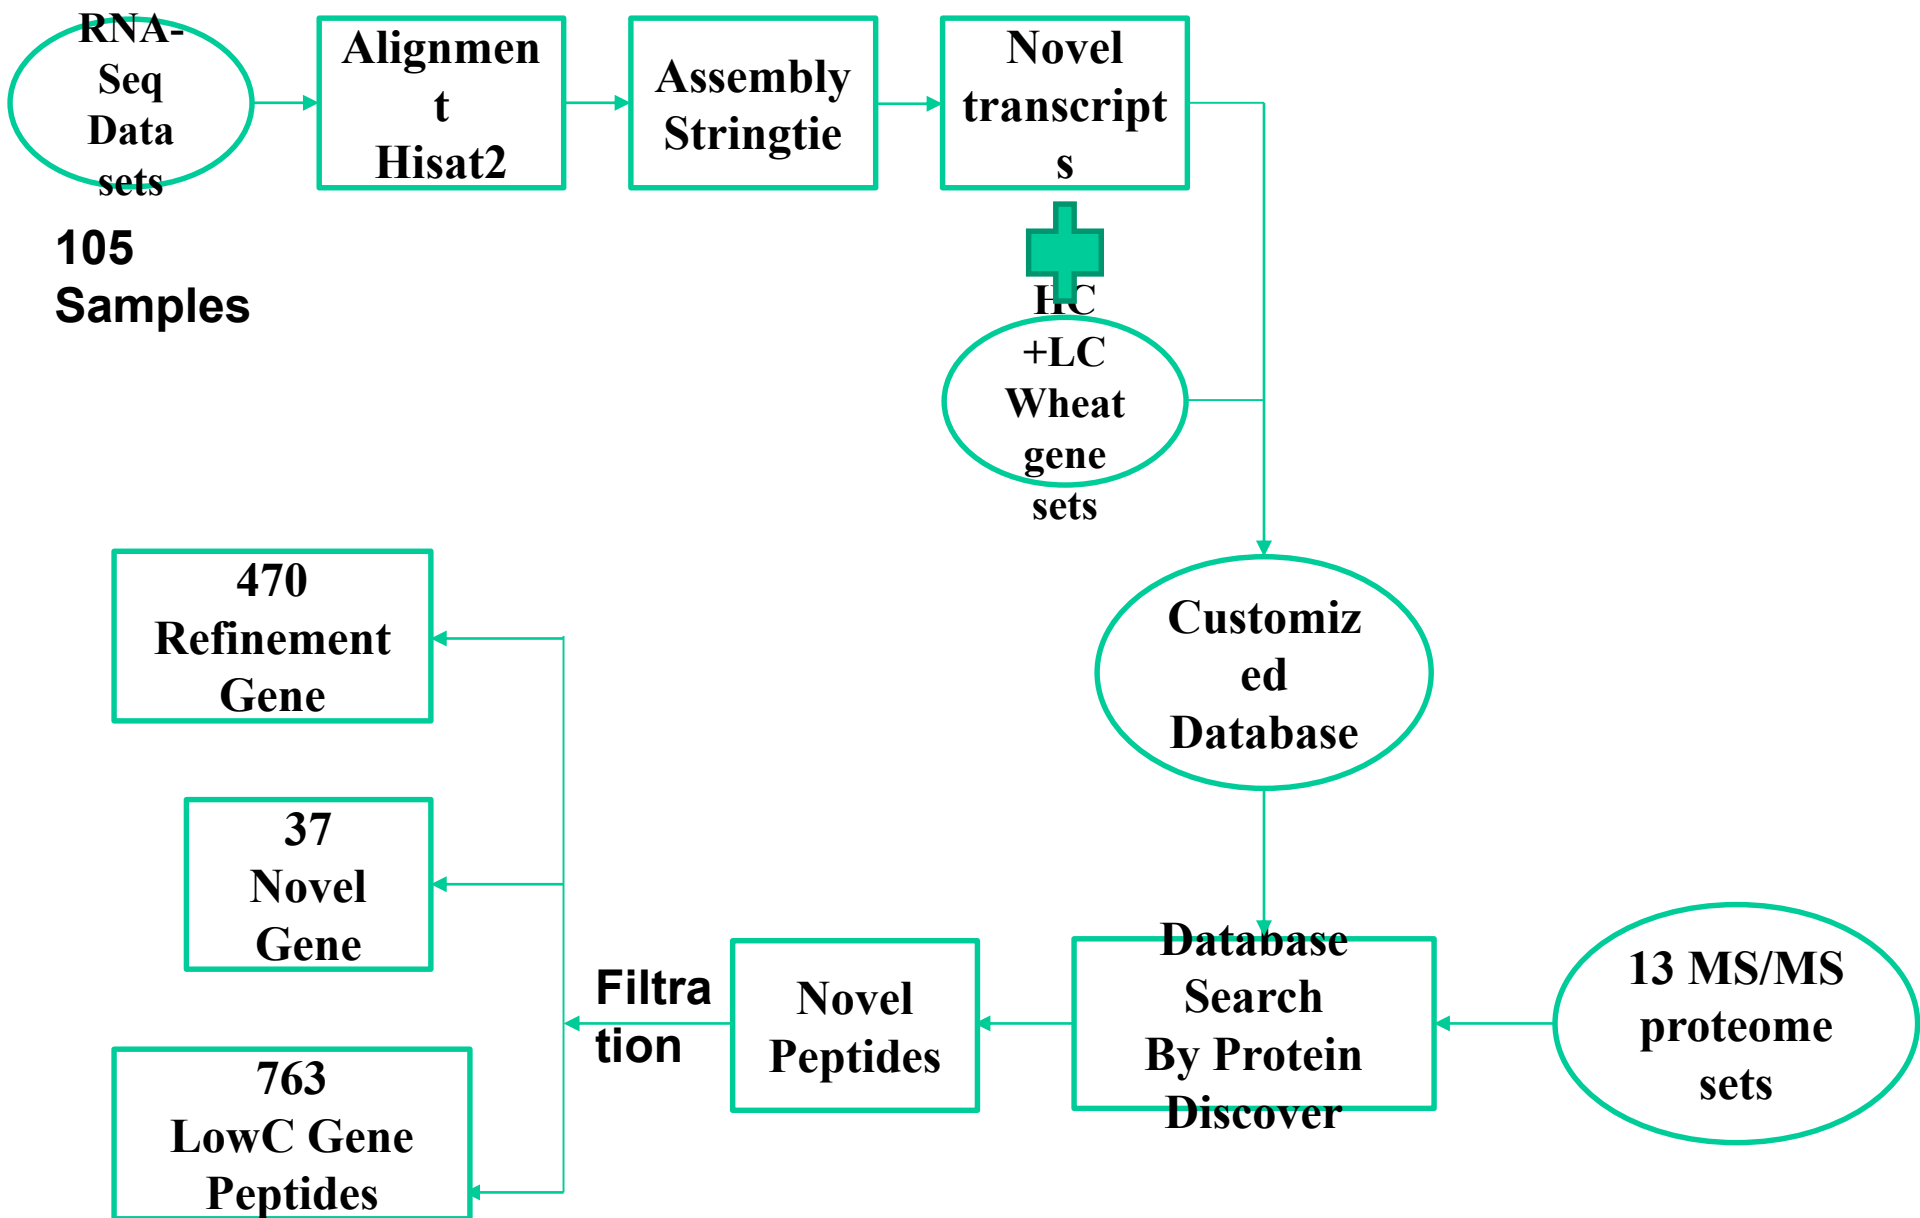 RNA-
Seq
Data
sets
105
Samples
Alignmen
t
Hisat2
Assembly
Stringtie
Novel
transcript
s
HC
+LC
Wheat
gene
sets
Customiz
ed
Database
Database
Search
By Protein
Discover
13 MS/MS
proteome
sets
Novel
Peptides
Filtra
tion
470
Refinement
Gene
37
Novel
Gene
763
LowC Gene
Peptides